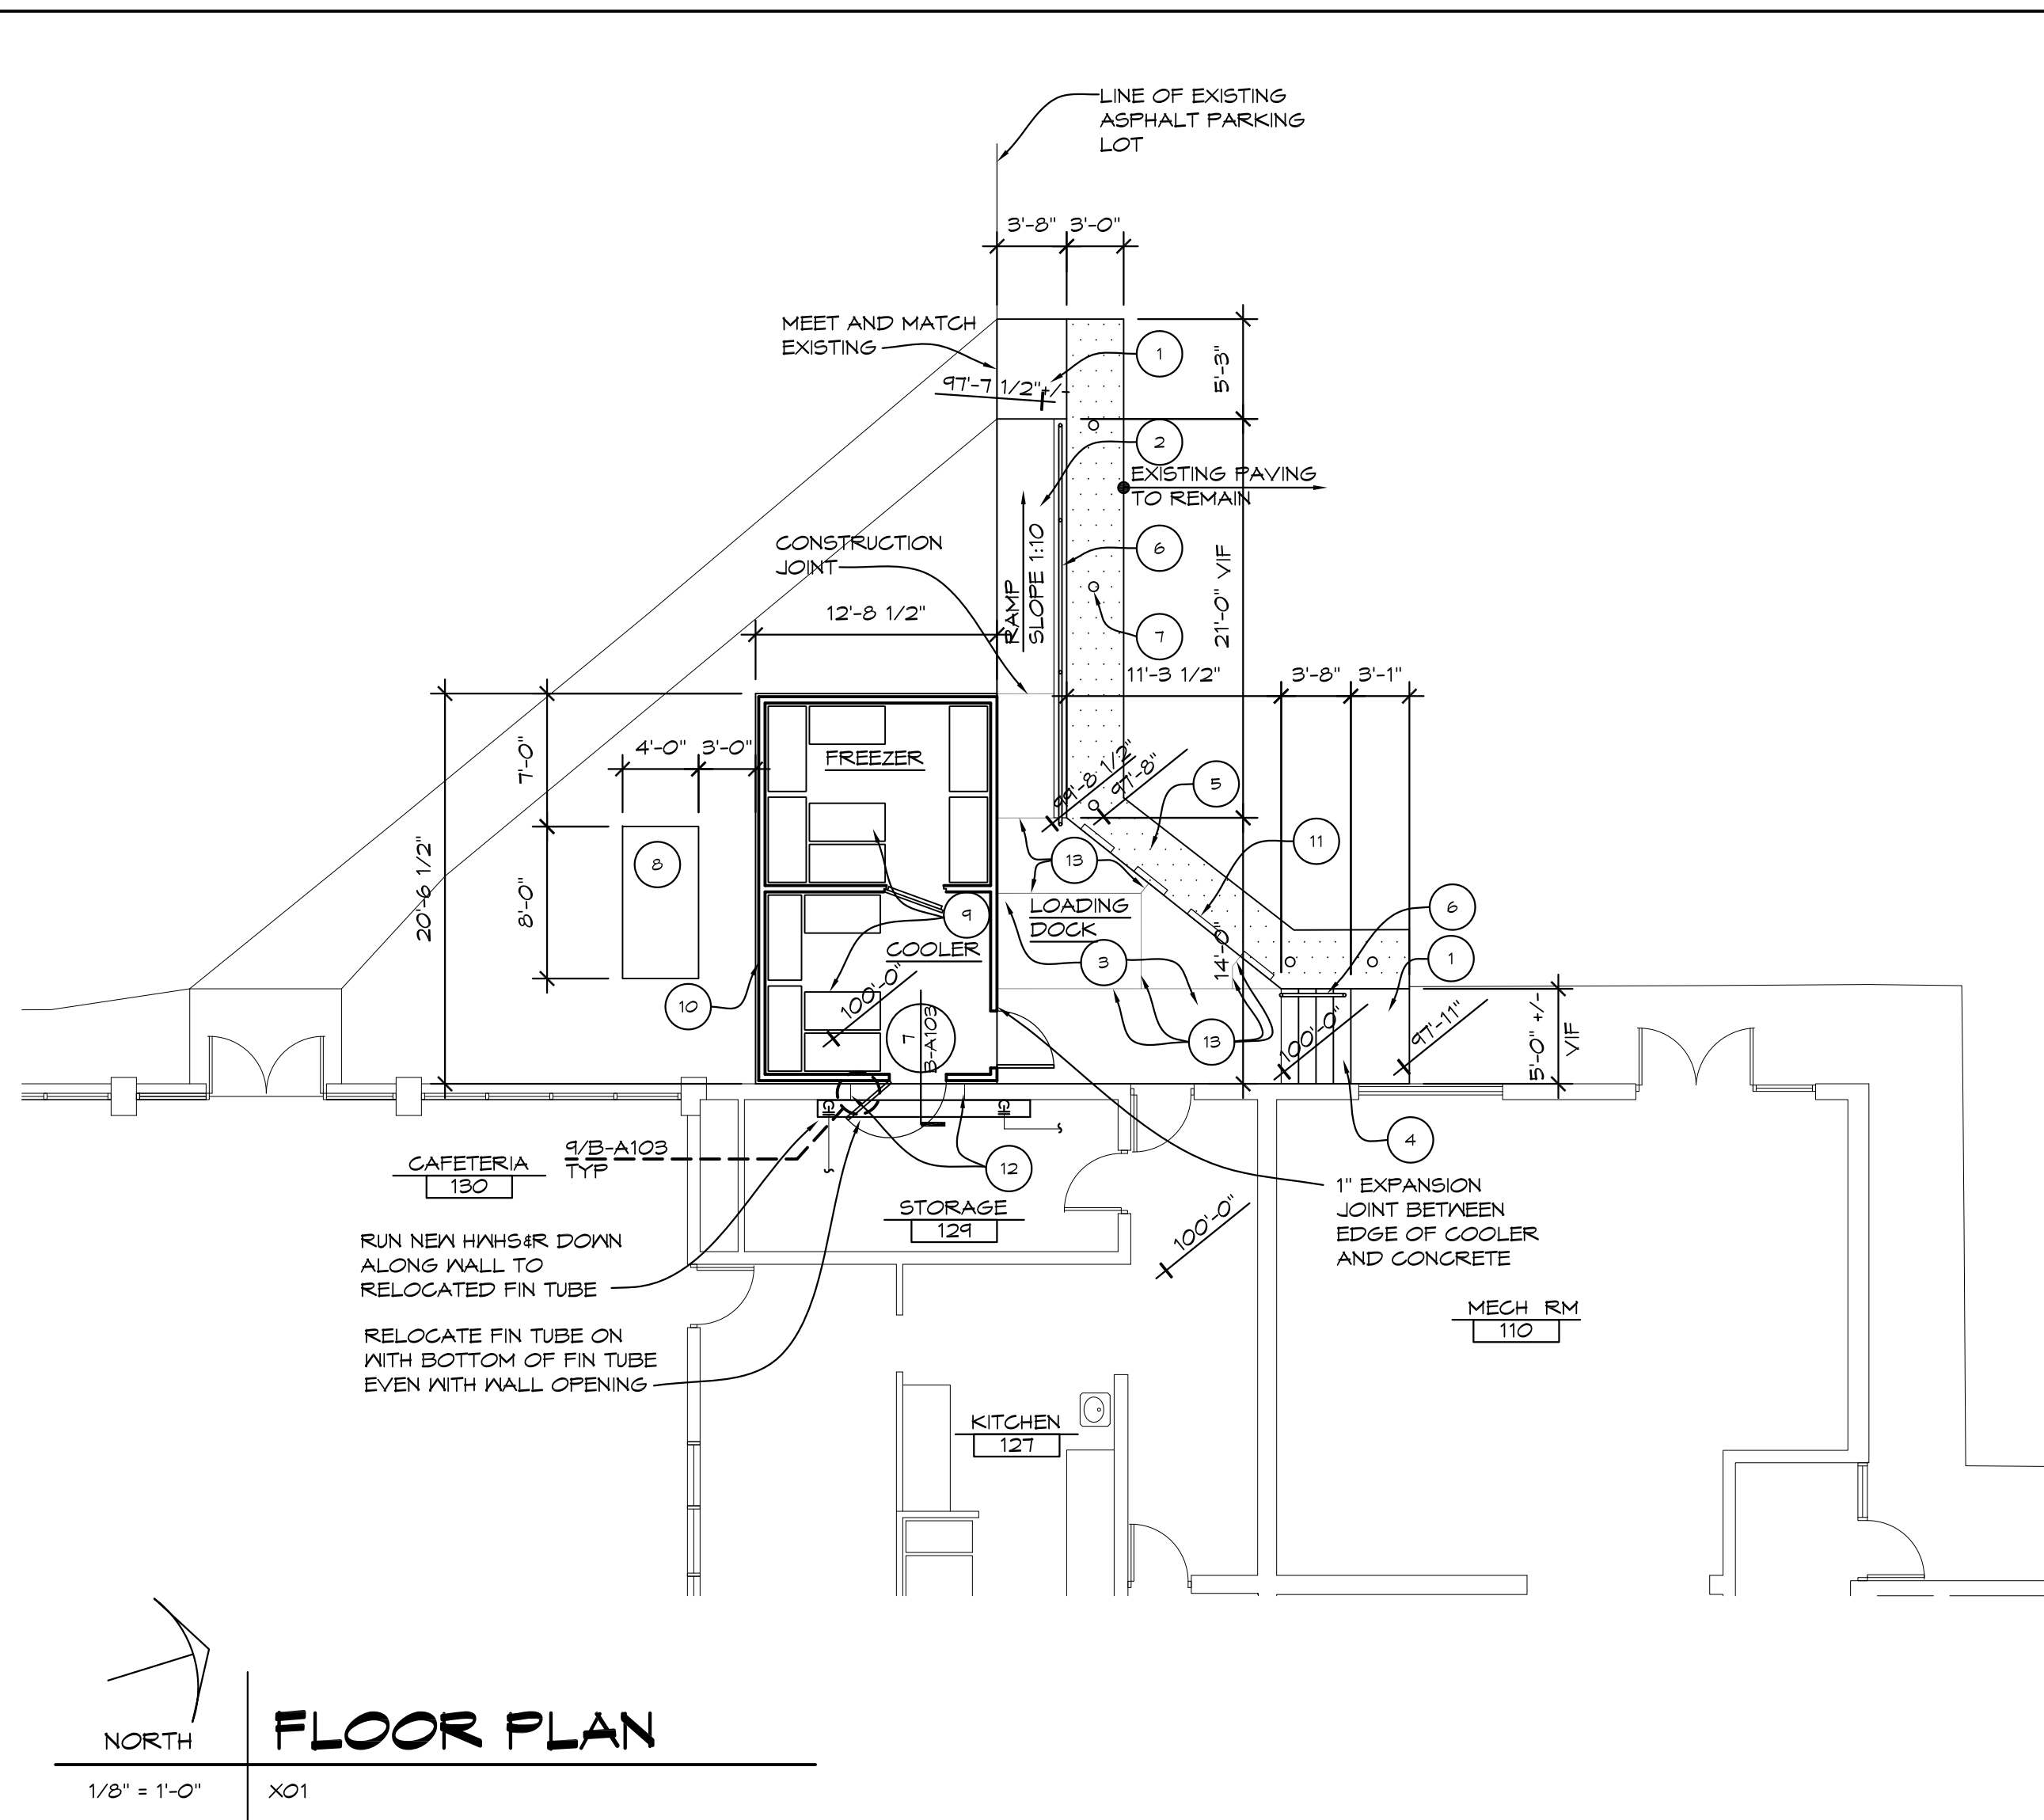 LINE OF EXISTING
ASPHALT PARKING
LOT
3'-8" 3'-0"
MEET AND MATCH
EXISTING
1
97'-7 1/2"+/-
5'-3"
2
EXISTING PAVING
TO REMAIN
CONSTRUCTION
JOINT
RAMP
SLOPE 1:10
6
21'-0" VIF
12'-8 1/2"
7
11'-3 1/2" 3'-8" 3'-1"
7'-0"
4'-0" 3'-0"
FREEZER
99'-8 1/2"
97'-8"
5
11
20'-6 1/2"
8
13
8'-0"
9
LOADING
DOCK
6
COOLER
14'-0"
3
1
10
100'-0"
7
B-A103
13
100'-0"
97'-11"
5'-0" +/-
VIF
4
9/B-A103
TYP
CAFETERIA
130
12
1" EXPANSION
JOINT BETWEEN
EDGE OF COOLER
AND CONCRETE
STORAGE
129
100'-0"
RUN NEW HWHS&R DOWN
ALONG WALL TO
RELOCATED FIN TUBE
MECH RM
110
RELOCATE FIN TUBE ON
WITH BOTTOM OF FIN TUBE
EVEN WITH WALL OPENING
KITCHEN
127
NORTH
FLOOR PLAN
1/8" = 1'-0"
X01